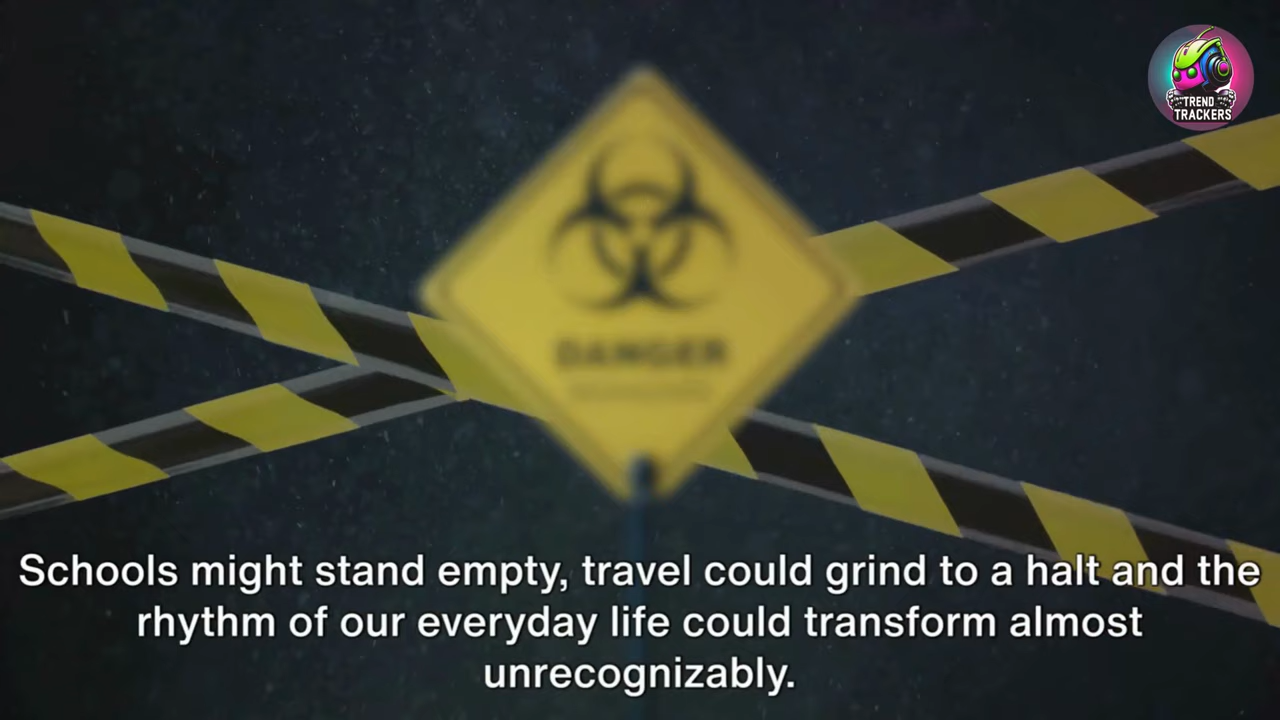 TREND
TRACKERS
DANGER
Schools might stand empty, travel could grind to a halt and the
rhythm of our everyday life could transform almost
unrecognizably.